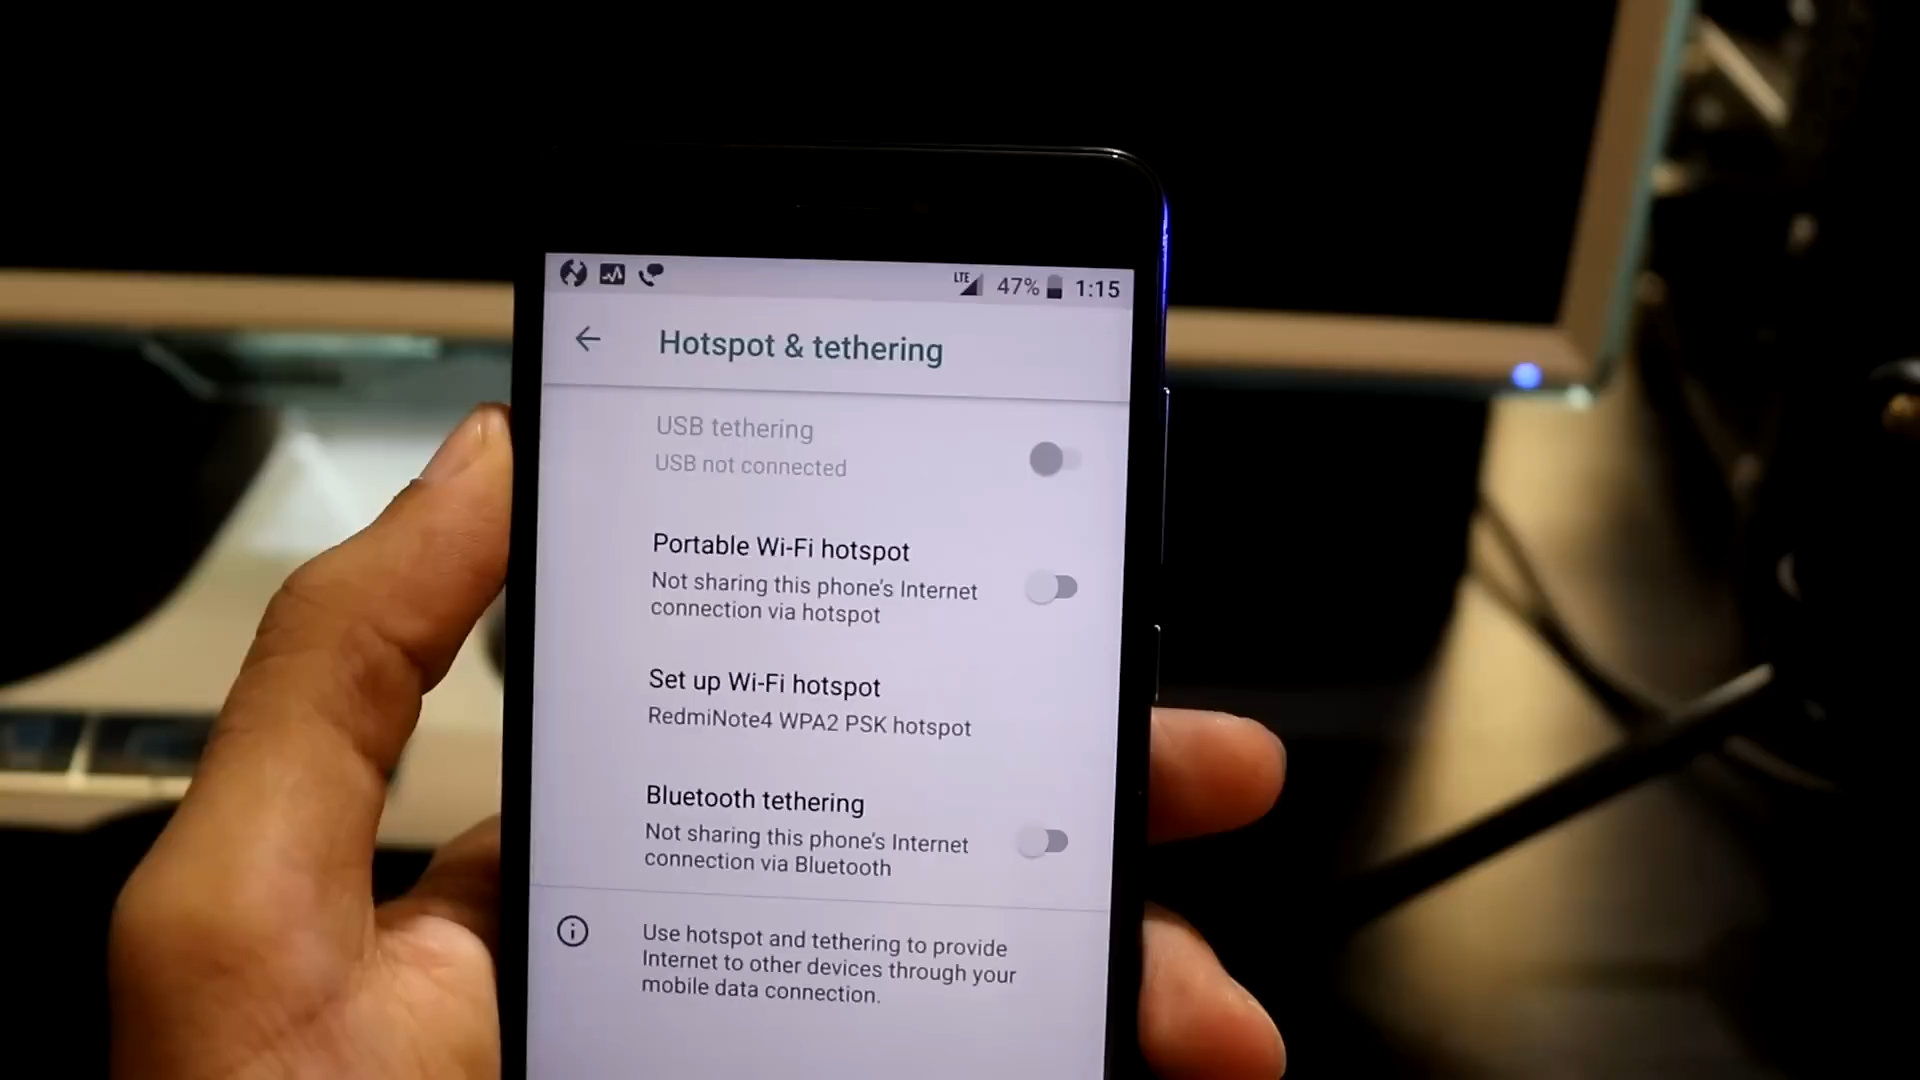 LTE 47% 1:15
Hotspot & tethering
USB tethering
USB not connected
Portable Wi-Fi hotspot
Not sharing this phone's Internet
connection via hotspot
Set up Wi-Fi hotspot
RedmiNote4 WPA2 PSK hotspot
Bluetooth tethering
Not sharing this phone's Internet
connection via Bluetooth
Use hotspot and tethering to provide
Internet to other devices through your
mobile data connection.